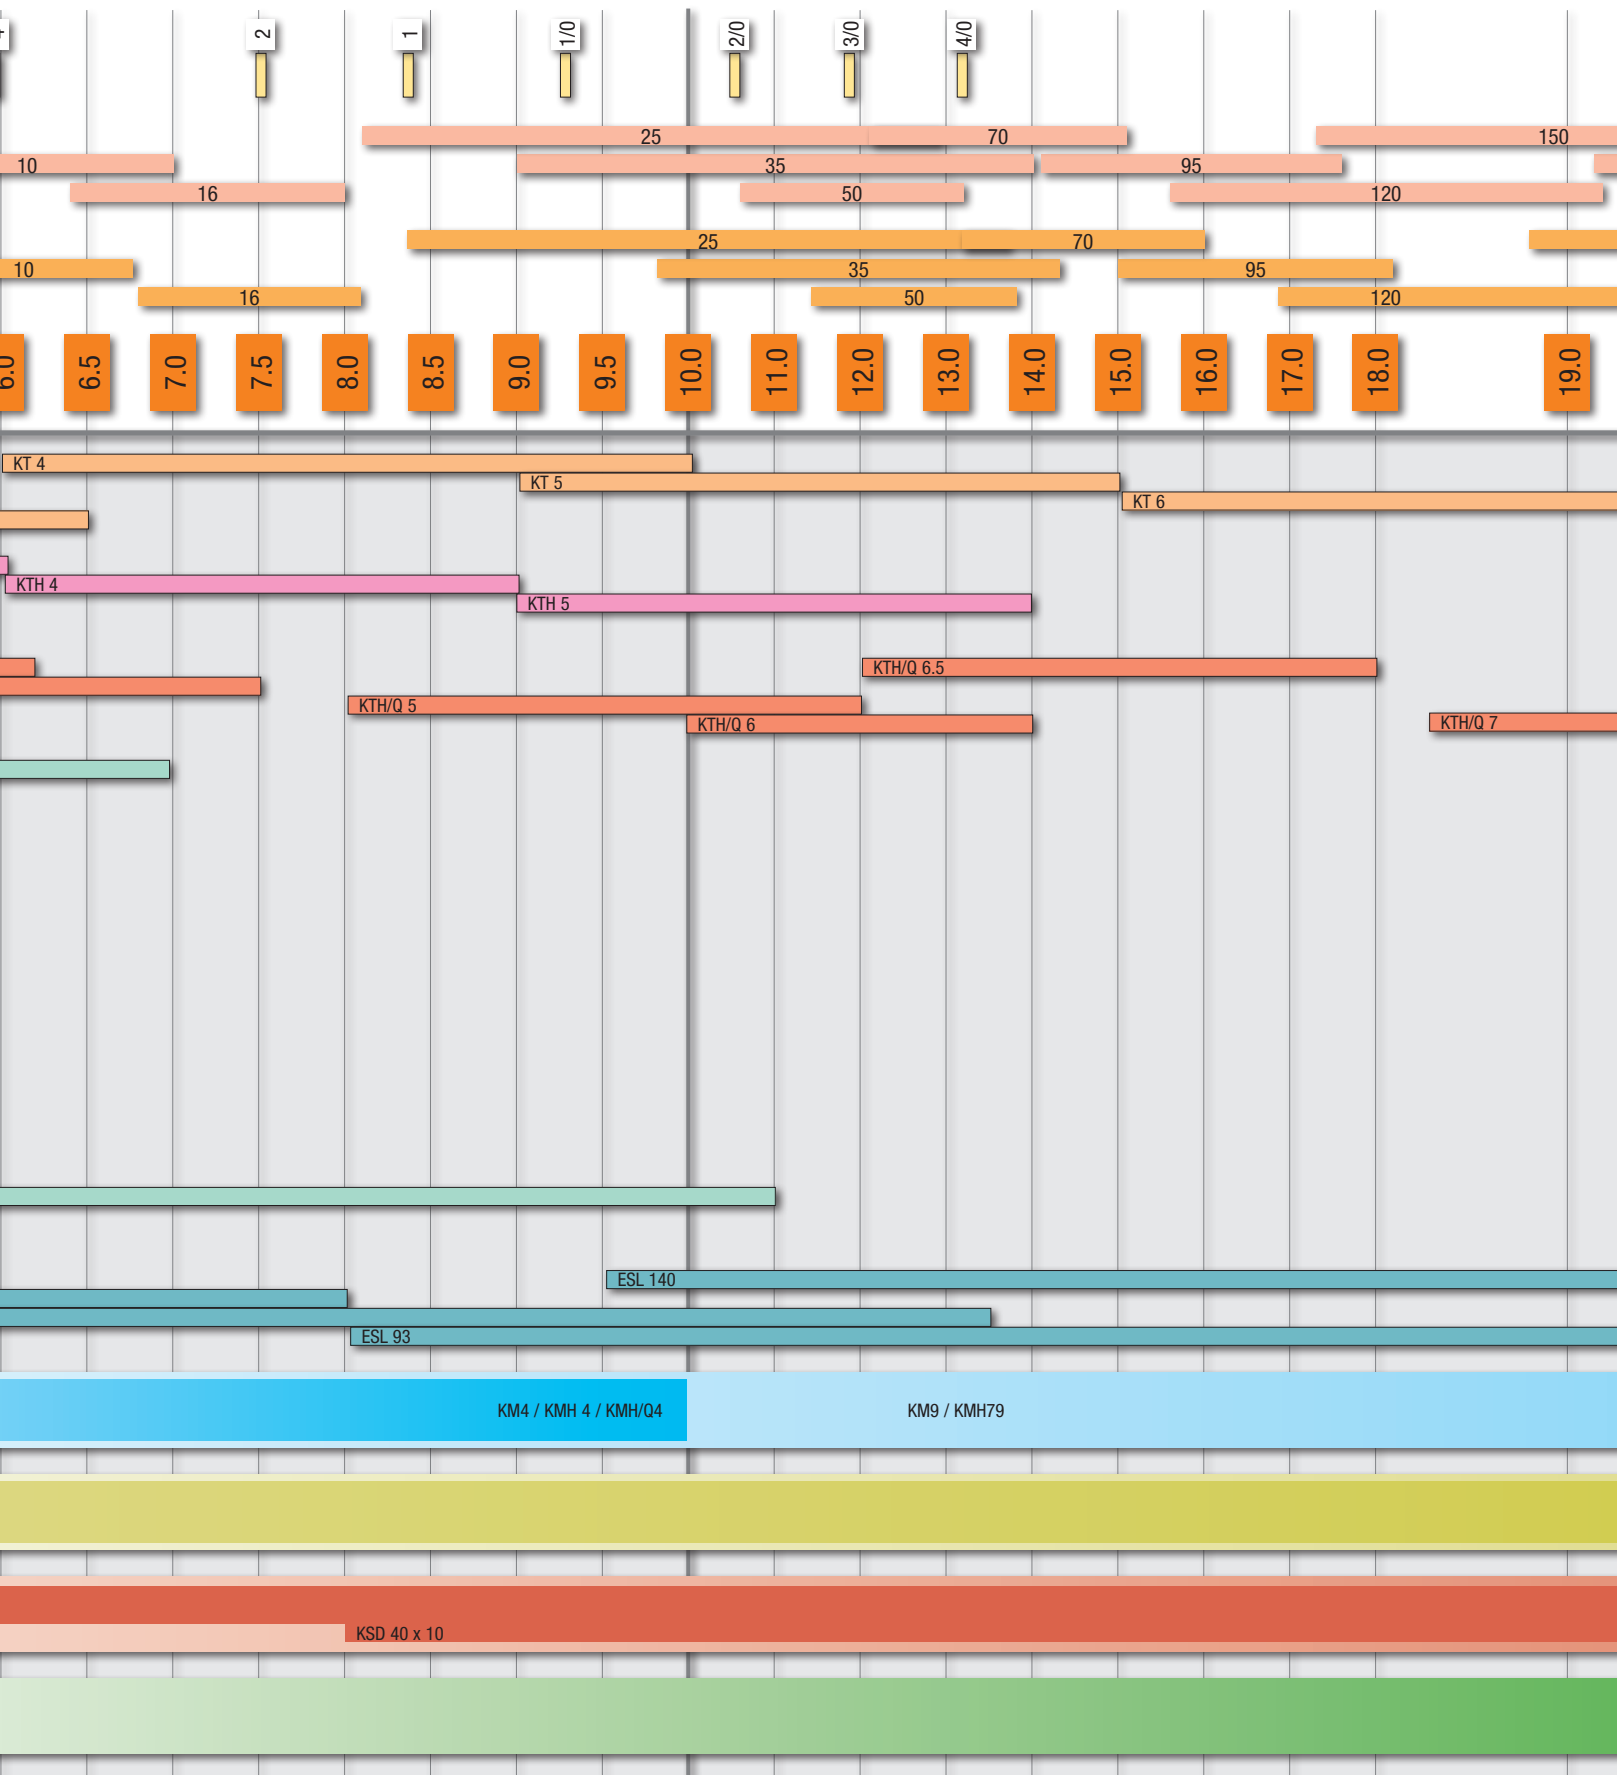 2 1 1/0 2/0 3/0 4/0
25 70 150
10 35 95
16 50 120
25 70
10 35 95
16 50 120
6.0 6.5 7.0 7.5 8.0 8.5 9.0 9.5 10.0 11.0 12.0 13.0 14.0 15.0 16.0 17.0 18.0 19.0
KT 4
KT 5
KT 6
KTH 4
KTH 5
KTH/Q 6.5
KTH/Q 5
KTH/Q 6
KTH/Q 7
ESL 140
ESL 93
KM4 / KMH 4 / KMH/Q4 KM9 / KMH79
KSD 40 x 10